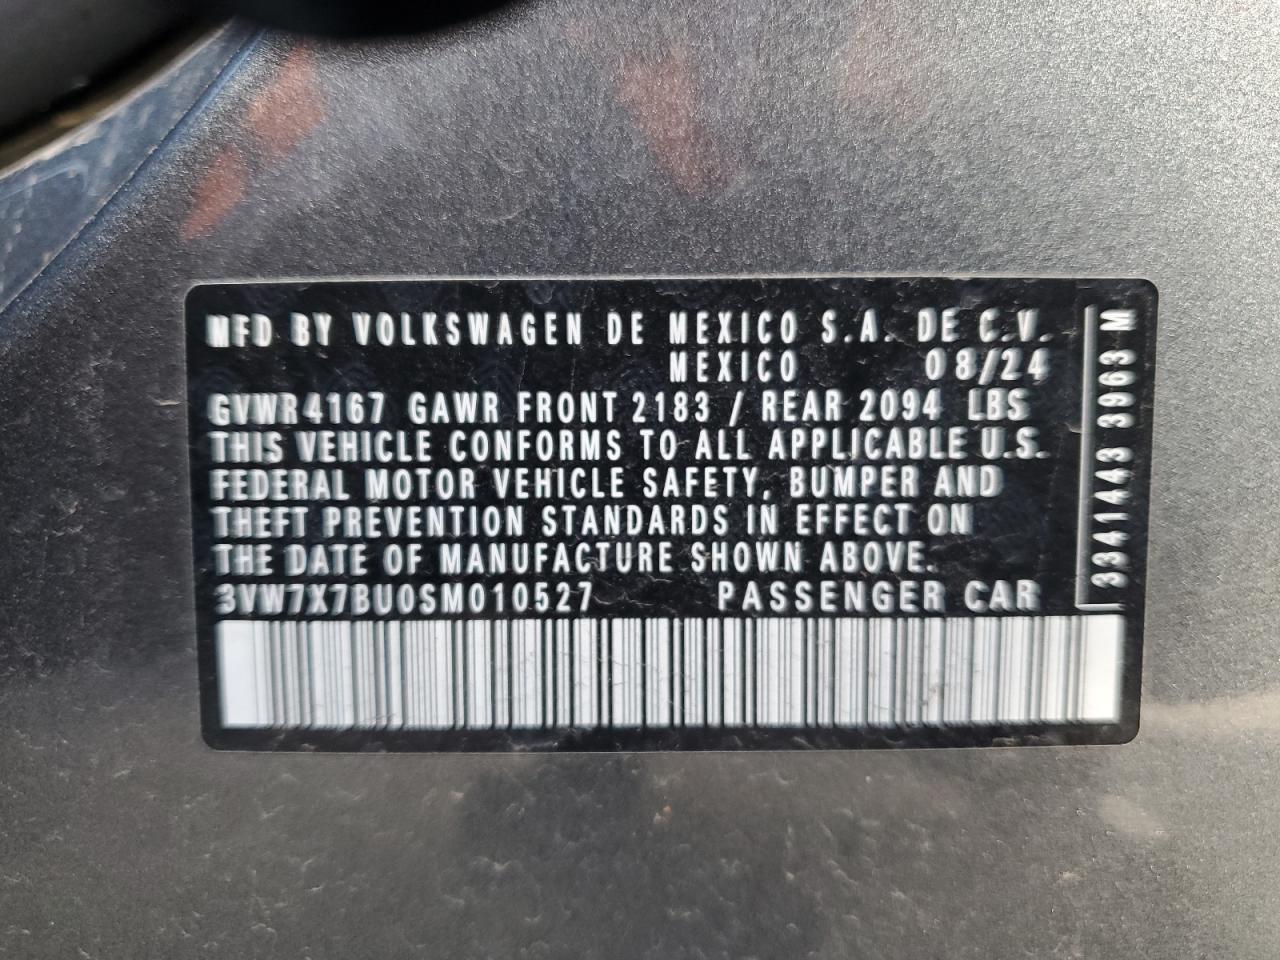 MFD BY VOLKSWAGEN DE MEXICO S.A. DE C.V.
MEXICO 08/24
GVWR 4167 GAWR FRONT 2183 / REAR 2094 LBS
THIS VEHICLE CONFORMS TO ALL APPLICABLE U.S.
FEDERAL MOTOR VEHICLE SAFETY, BUMPER AND
THEFT PREVENTION STANDARDS IN EFFECT ON
THE DATE OF MANUFACTURE SHOWN ABOVE.
3VW7X7BU0SM010527 PASSENGER CAR
3341443 3963 M